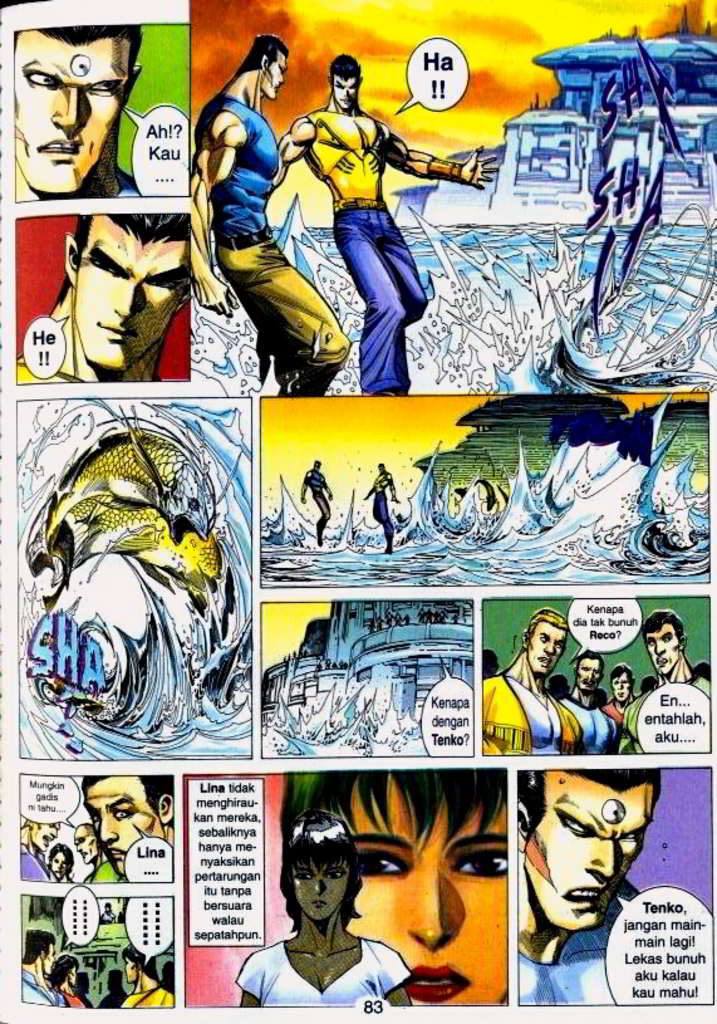 Ah!?
Kau
....
Ha
!!
SHA
SHA
He
!!
SHA
Kenapa
dengan
Tenko?
Kenapa
dia tak bunuh
Reco?
En...
entahlah,
aku....
Mungkin
gadis
ni tahu....
Lina
....
Lina tidak
menghirau-
kan mereka,
sebaliknya
menyaksikan
pertarungan
itu tanpa
bersuara
walau
sepatahpun.
Tenko,
jangan main-
main lagi!
Lekas bunuh
aku kalau
kau mahu!
83